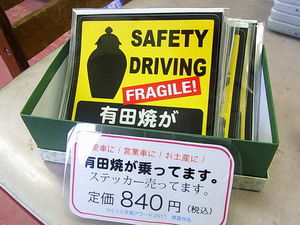 SAFETY
DRIVING
FRAGILE!
有田焼が
愛車に/営業車に/お土産に/
有田焼が乗ってます。
ステッカー売ってます。
定価 840円(税込)